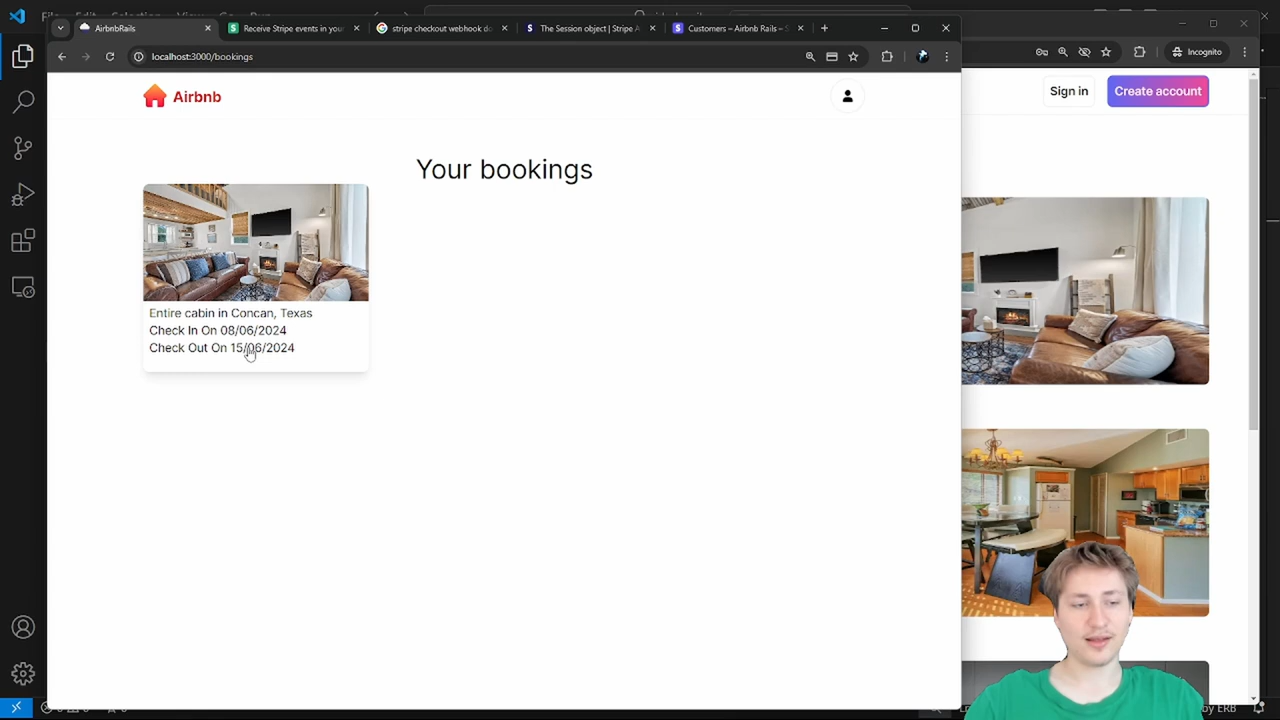 AirbnbRails
Receive Stripe events in your
stripe checkout webhook d
The Session object | Stripe A
Customers – Airbnb Rails – S
localhost:3000/bookings
Incognito
Airbnb
Sign in
Create account
Your bookings
Entire cabin in Concan, Texas
Check In On 08/06/2024
Check Out On 15/06/2024
by ERB